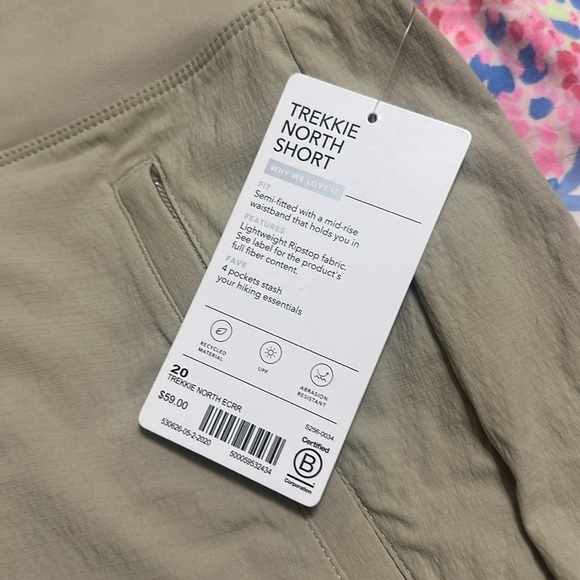 TREKKIE
NORTH
SHORT
WHY WE LOVE IT
FIT
Semi-fitted with a mid-rise
waistband that holds you in
FEATURES
Lightweight Ripstop fabric.
See label for the product's
full fiber content.
FAVE
4 pockets stash
your hiking essentials
RECYCLED
MATERIAL
UPF
ABRASION
RESISTANT
20
TREKKIE NORTH ECRR
$59.00
S256-0034
530626-05-2-2020
500059532434
Certified
B
Corporation